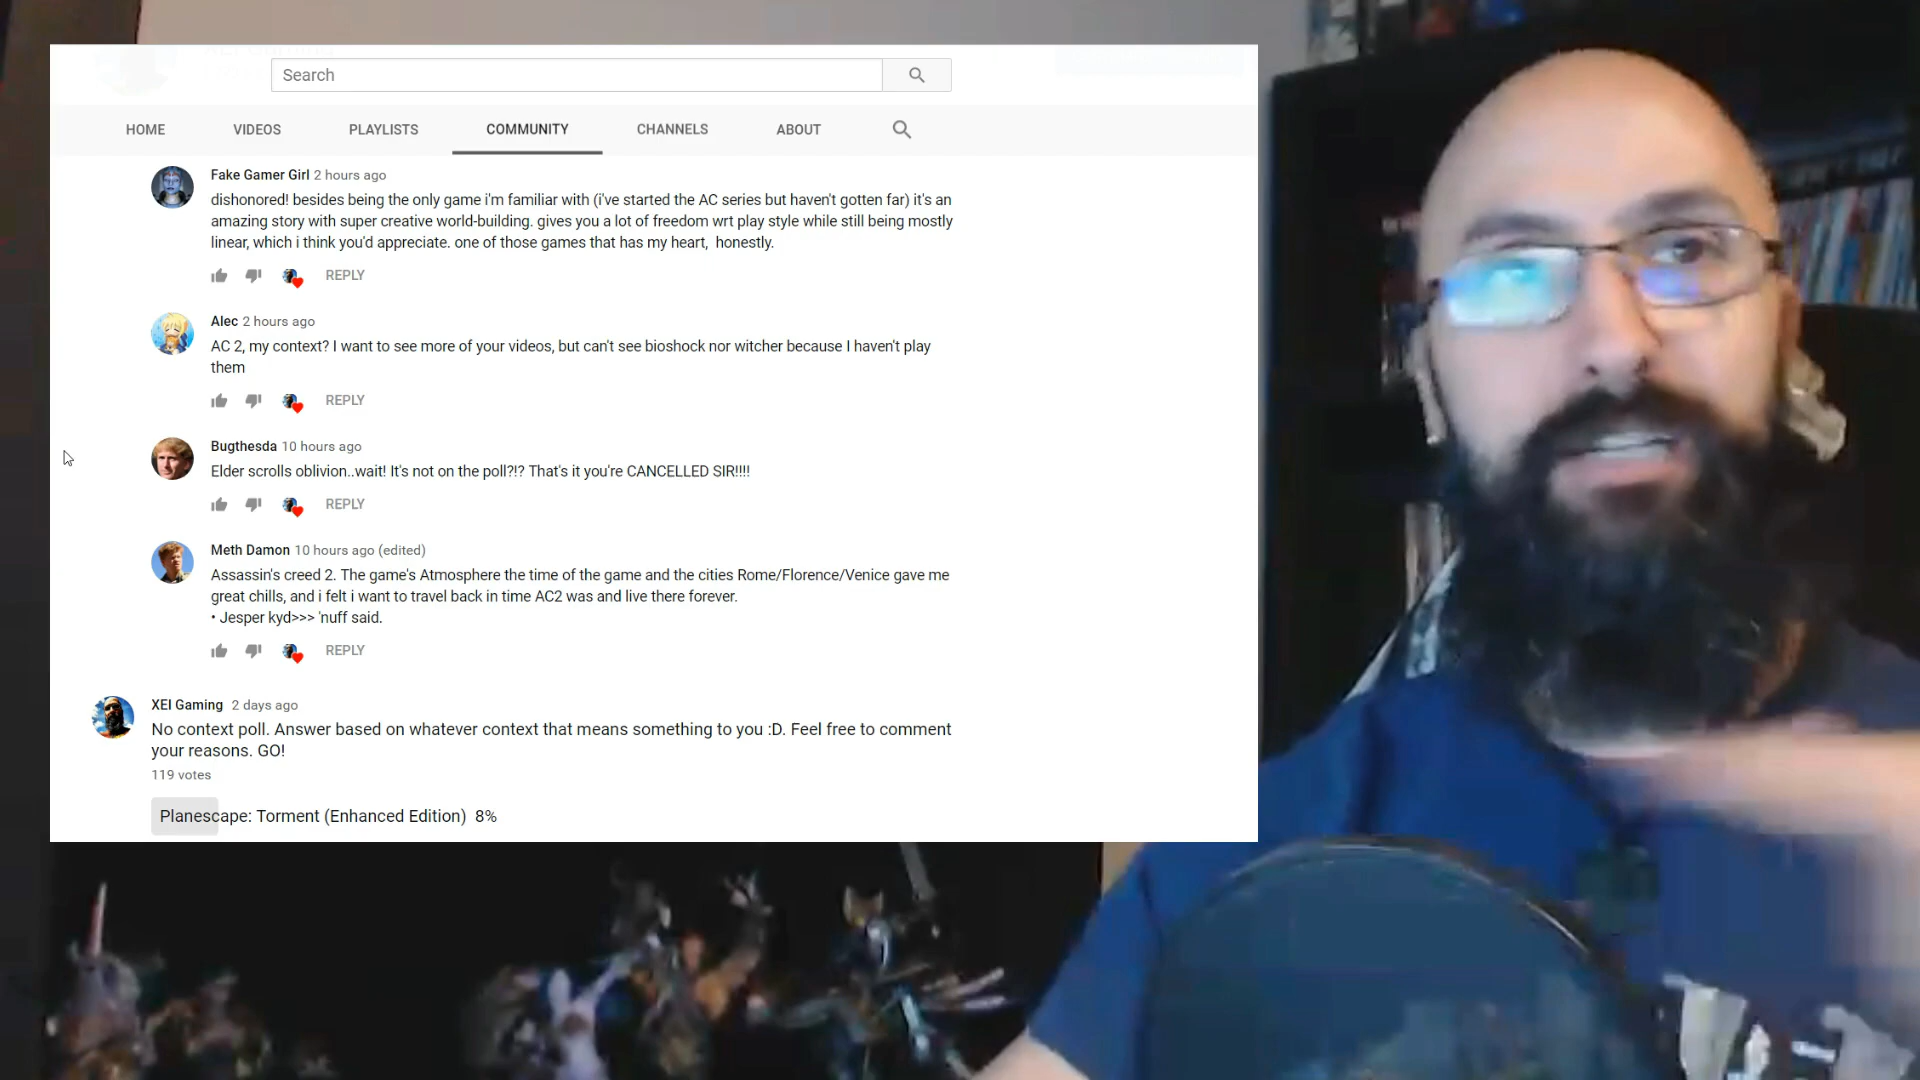 Search
HOME VIDEOS PLAYLISTS COMMUNITY CHANNELS ABOUT
Fake Gamer Girl 2 hours ago
dishonored! besides being the only game i'm familiar with (i've started the AC series but haven't gotten far) it's an
amazing story with super creative world-building. gives you a lot of freedom wrt play style while still being mostly
linear, which i think you'd appreciate. one of those games that has my heart, honestly.
REPLY
Alec 2 hours ago
AC 2, my context? I want to see more of your videos, but can't see bioshock nor witcher because I haven't play
them
REPLY
Bugthesda 10 hours ago
Elder scrolls oblivion..wait! It's not on the poll?!? That's it you're CANCELLED SIR!!!!
REPLY
Meth Damon 10 hours ago (edited)
Assassin's creed 2. The game's Atmosphere the time of the game and the cities Rome/Florence/Venice gave me
great chills, and i felt i want to travel back in time AC2 was and live there forever.
• Jesper kyd>>> 'nuff said.
REPLY
XEI Gaming 2 days ago
No context poll. Answer based on whatever context that means something to you :D. Feel free to comment
your reasons. GO!
119 votes
Planescape: Torment (Enhanced Edition) 8%